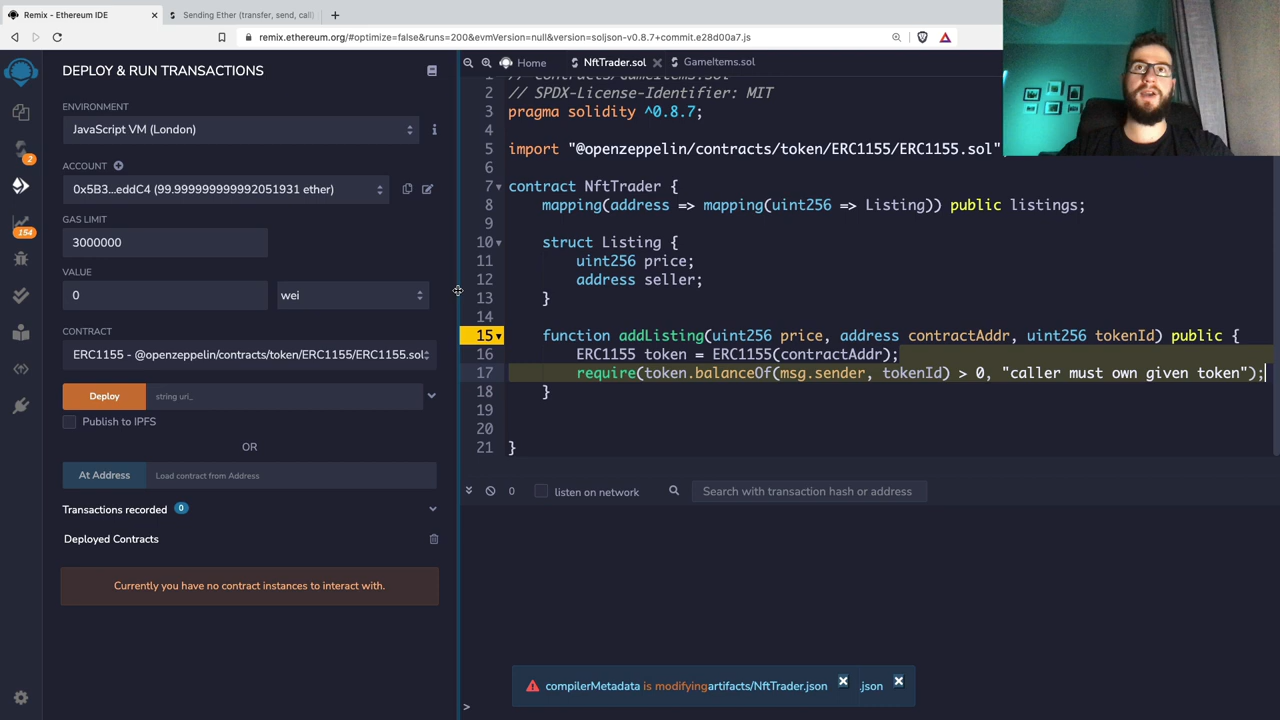 Remix - Ethereum IDE
Sending Ether (transfer, send, call)
remix.ethereum.org/#optimize=false&runs=200&evmVersion=null&version=soljson-v0.8.7+commit.e28d00a7.js
DEPLOY & RUN TRANSACTIONS
ENVIRONMENT
JavaScript VM (London)
ACCOUNT
0x5B3...eddC4 (99.999999999992051931 ether)
GAS LIMIT
3000000
VALUE
0
wei
CONTRACT
ERC1155 - @openzeppelin/contracts/token/ERC1155/ERC1155.sol
Deploy
string uri_
Publish to IPFS
OR
At Address
Load contract from Address
Transactions recorded 0
Deployed Contracts
Currently you have no contract instances to interact with.
2
154
Home
NftTrader.sol
GameItems.sol
1 // contracts/GameItems.sol
2 // SPDX-License-Identifier: MIT
3 pragma solidity ^0.8.7;
4
5 import "@openzeppelin/contracts/token/ERC1155/ERC1155.sol"
6
7 contract NftTrader {
8 mapping(address => mapping(uint256 => Listing)) public listings;
9
10 struct Listing {
11 uint256 price;
12 address seller;
13 }
14
15 function addListing(uint256 price, address contractAddr, uint256 tokenId) public {
16 ERC1155 token = ERC1155(contractAddr);
17 require(token.balanceOf(msg.sender, tokenId) > 0, "caller must own given token");
18 }
19
20
21 }
0
listen on network
Search with transaction hash or address
compilerMetadata is modifyingartifacts/NftTrader.json
.json
>